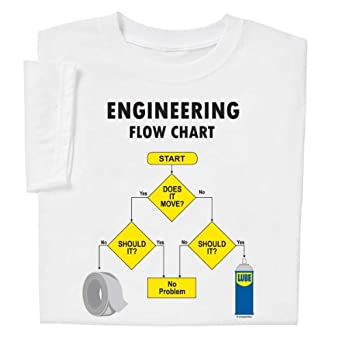 ENGINEERING
FLOW CHART
START
DOES
IT
MOVE?
Yes
No
SHOULD
IT?
SHOULD
IT?
No
Yes
Yes
No
No
Problem
LUBE